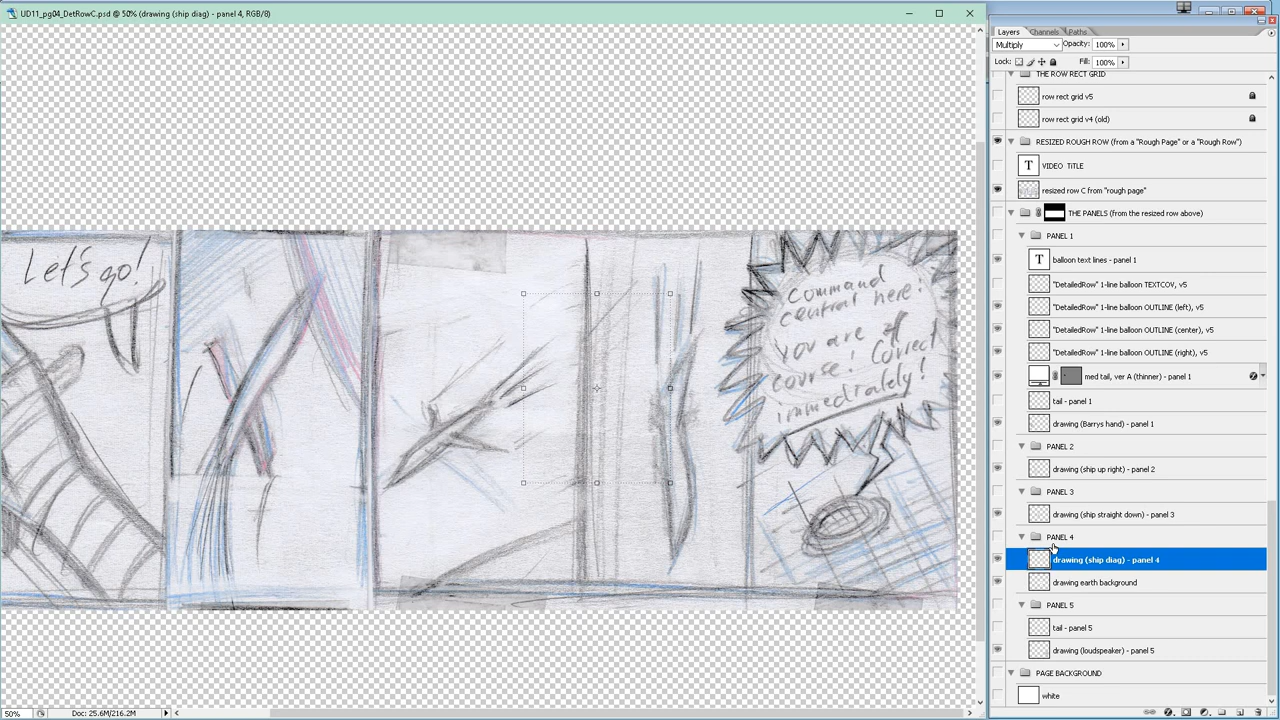 UD11_pg04_DetRowC.psd @ 50% (drawing (ship diag) - panel 4, RGB/8)
Let's go!
Command
central here!
You are off
course! Correct
immediately!
50%
Doc: 25.6M/216.2M
Layers
Channels
Paths
Multiply
Opacity: 100%
Lock:
Fill: 100%
THE ROW RECT GRID
row rect grid v5
row rect grid v4 (old)
RESIZED ROUGH ROW (from a "Rough Page" or a "Rough Row")
T
VIDEO TiTLE
resized row C from "rough page"
THE PANELS (from the resized row above)
PANEL 1
T
balloon text lines - panel 1
"DetailedRow" 1-line balloon TEXTCOV, v5
"DetailedRow" 1-line balloon OUTLINE (left), v5
"DetailedRow" 1-line balloon OUTLINE (center), v5
"DetailedRow" 1-line balloon OUTLINE (right), v5
med tail, ver A (thinner) - panel 1
tail - panel 1
drawing (Barrys hand) - panel 1
PANEL 2
drawing (ship up right) - panel 2
PANEL 3
drawing (ship straight down) - panel 3
PANEL 4
drawing (ship diag) - panel 4
drawing earth background
PANEL 5
tail - panel 5
drawing (loudspeaker) - panel 5
PAGE BACKGROUND
white